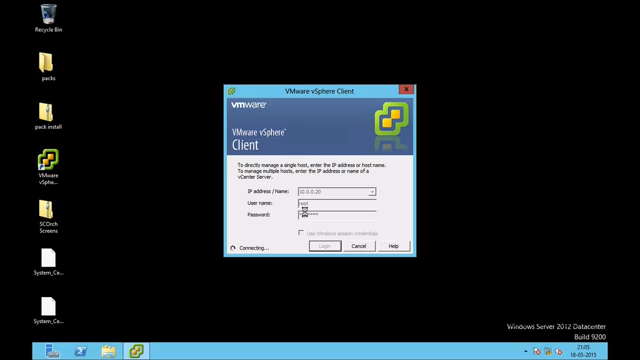 Recycle Bin
packs
pack install
VMware
vSphe...
SCOrch
Screens
System_Ce...
System_Ce...
VMware vSphere Client
vmware
VMware vSphere™
Client
To directly manage a single host, enter the IP address or host name.
To manage multiple hosts, enter the IP address or name of a
vCenter Server.
IP address / Name:
10.0.0.20
User name:
root
Password:
Use Windows session credentials
Connecting...
Login
Cancel
Help
Windows Server 2012 Datacenter
Build 9200
21:05
18-05-2015